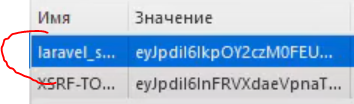 Имя Значение
laravel_s... eyJpdiI6IkpOY2czM0FEU...
XSRF-TO... eyJpdiI6InFRVXdaeVpnaT...